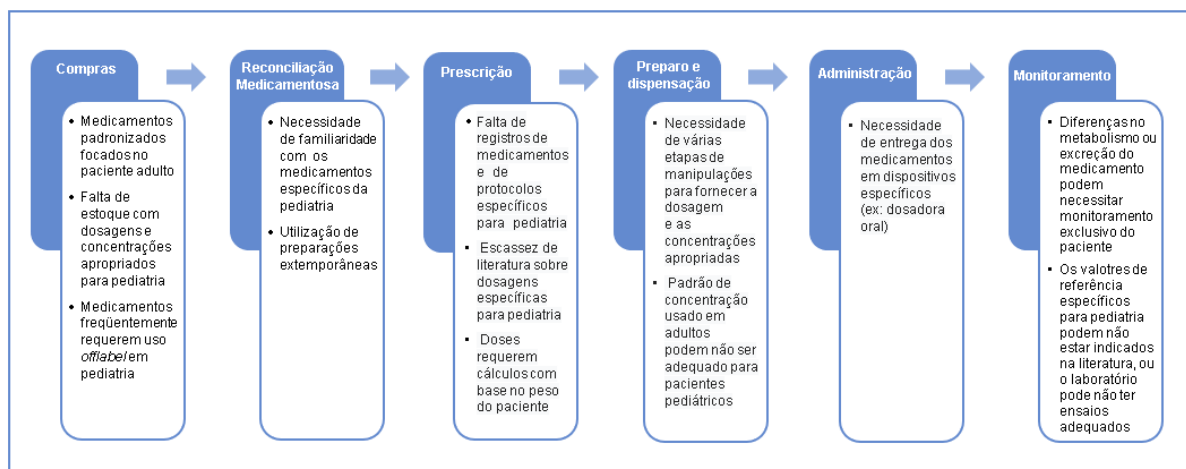 Compras
• Medicamentos
padronizados
focados no
paciente adulto
• Falta de
estoque com
dosagens e
concentrações
apropriados
para pediatria
• Medicamentos
freqüentemente
requerem uso
offlabel em
pediatria
Reconciliação
Medicamentosa
• Necessidade
de familiaridade
com os
medicamentos
específicos da
pediatria
• Utilização de
preparações
extemporâneas
Prescrição
• Falta de
registros de
medicamentos
e de
protocolos
específicos
para pediatria
▪ Escassez de
literatura sobre
dosagens
específicas
para pediatria
▪ Doses
requerem
cálculos com
base no peso
do paciente
Preparo e
dispensação
▪ Necessidade
de várias
etapas de
manipulações
para fornecer a
dosagem
e as
concentrações
apropriadas
▪ Padrão de
concentração
usado em
adultos
podem não ser
adequado para
pacientes
pediátricos
Administração
• Necessidade
de entrega dos
medicamentos
em dispositivos
específicos
(ex: dosadora
oral)
Monitoramento
• Diferenças no
metabolismo ou
excreção do
medicamento
podem
necessitar
monitoramento
exclusivo do
paciente
• Os valotres de
referência
específicos
para pediatria
podem não
estar indicados
na literatura, ou
o laboratório
pode não ter
ensaios
adequados